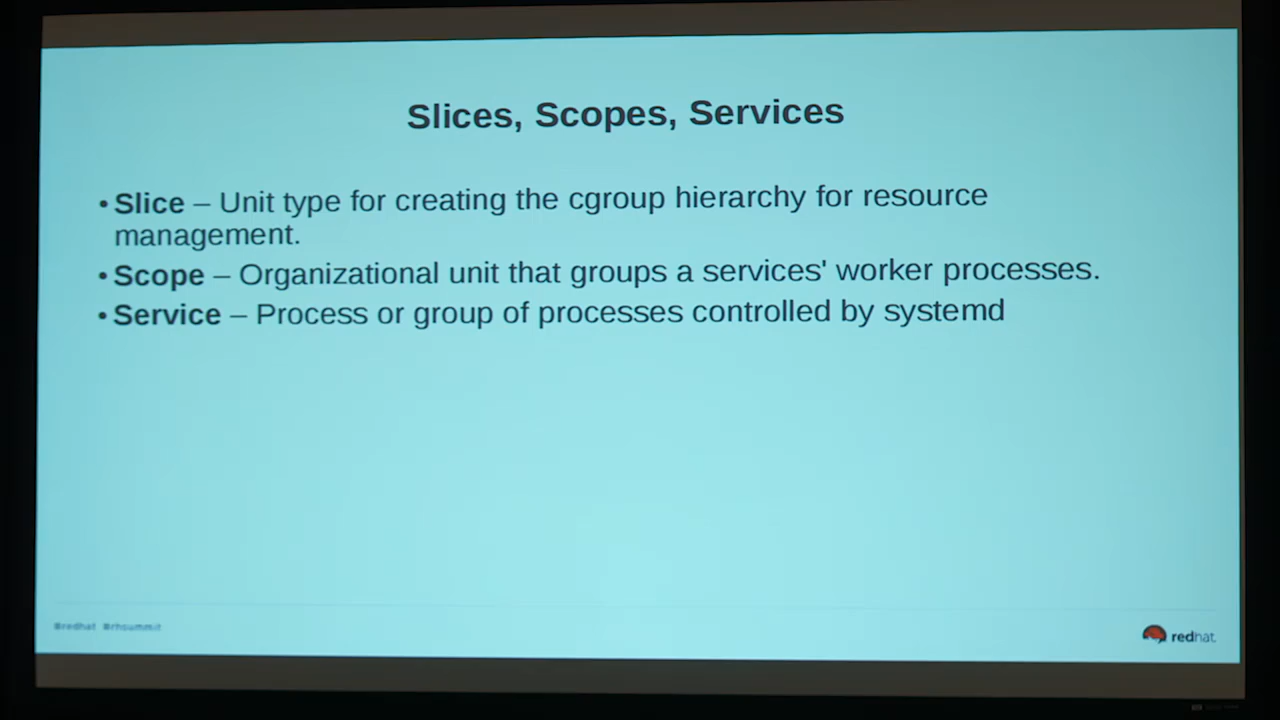 Slices, Scopes, Services
• Slice – Unit type for creating the cgroup hierarchy for resource
management.
• Scope – Organizational unit that groups a services' worker processes.
• Service – Process or group of processes controlled by systemd
#redhat #rhsummit
redhat.